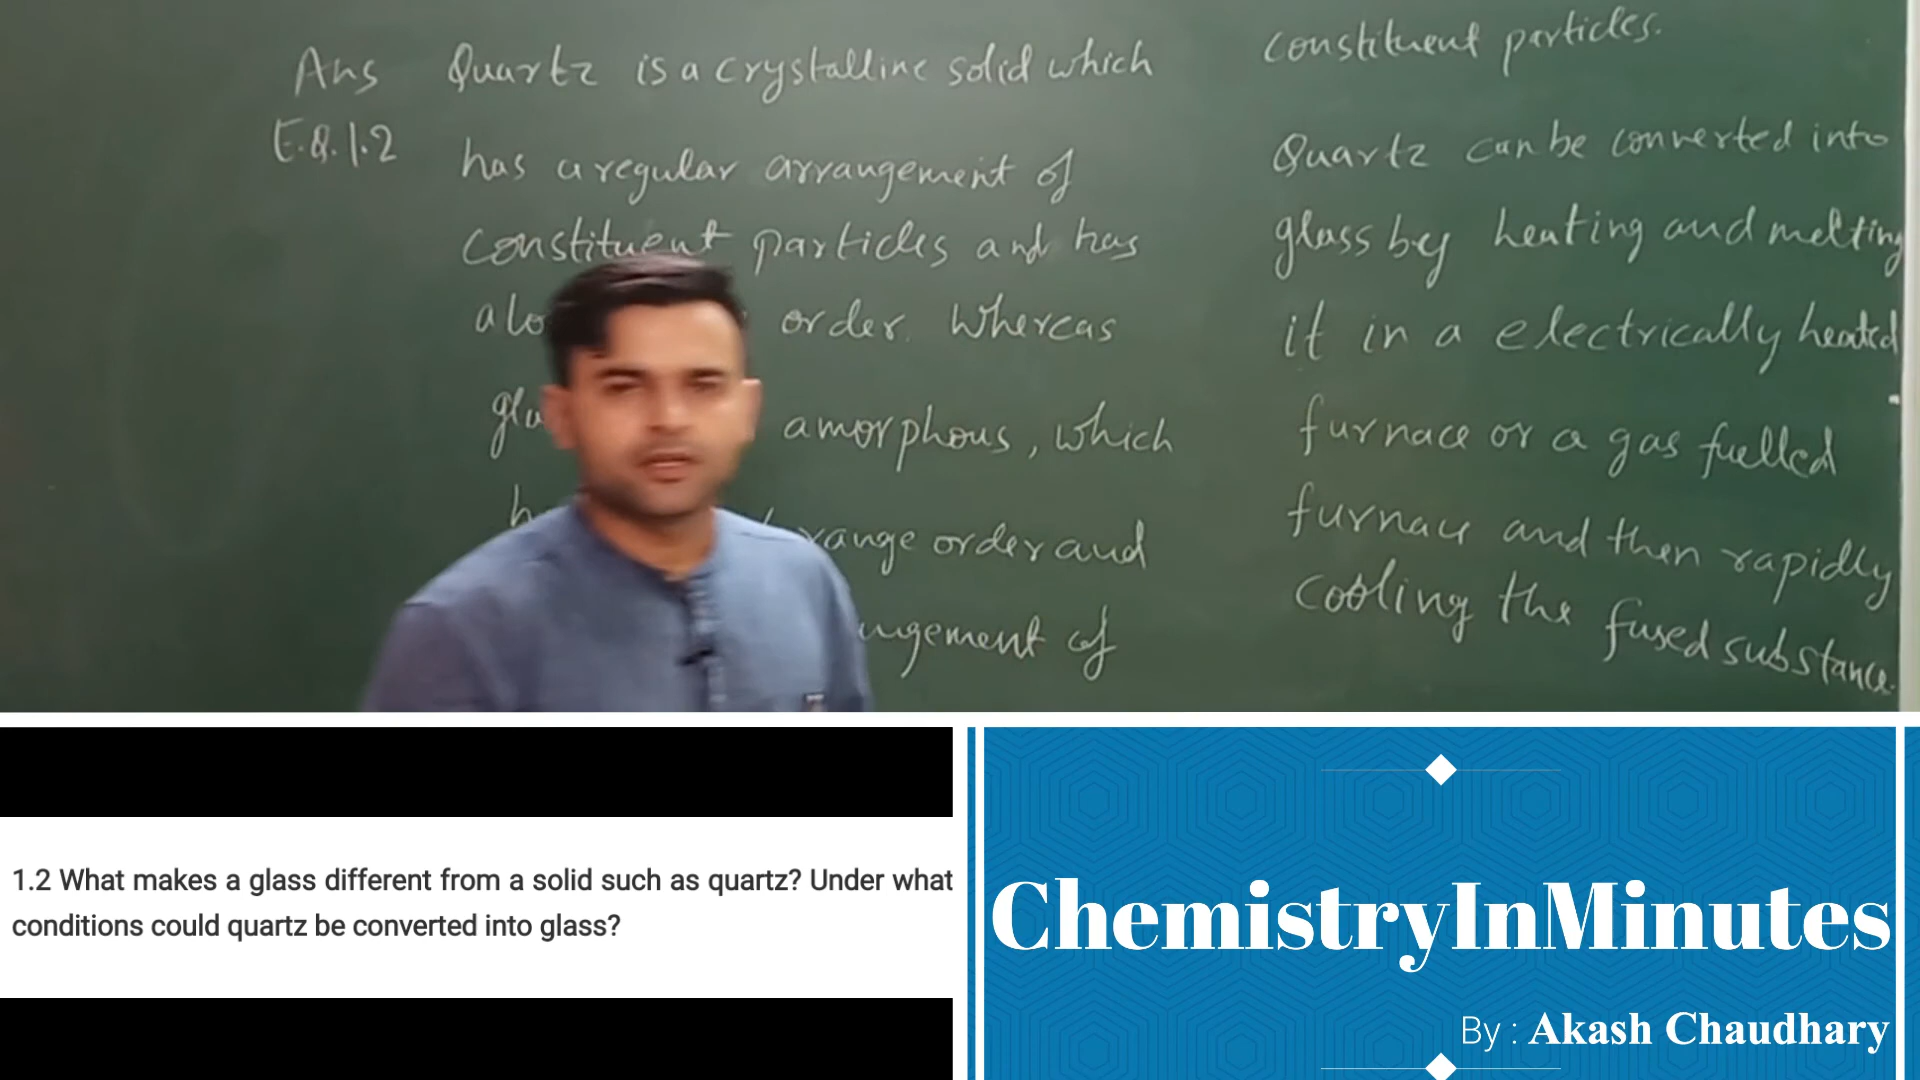 Ans Quartz is a crystalline solid which
E.Q.1.2 has a regular arrangement of
constituent particles and has
order. Whereas
amorphous, which
range order and
of
constituent particles.
Quartz can be converted into
glass by heating and melting
it in a electrically heated
furnace or a gas fuelled
furnace and then rapidly
cooling the fused substance.
1.2 What makes a glass different from a solid such as quartz? Under what
conditions could quartz be converted into glass?
ChemistryInMinutes
By : Akash Chaudhary